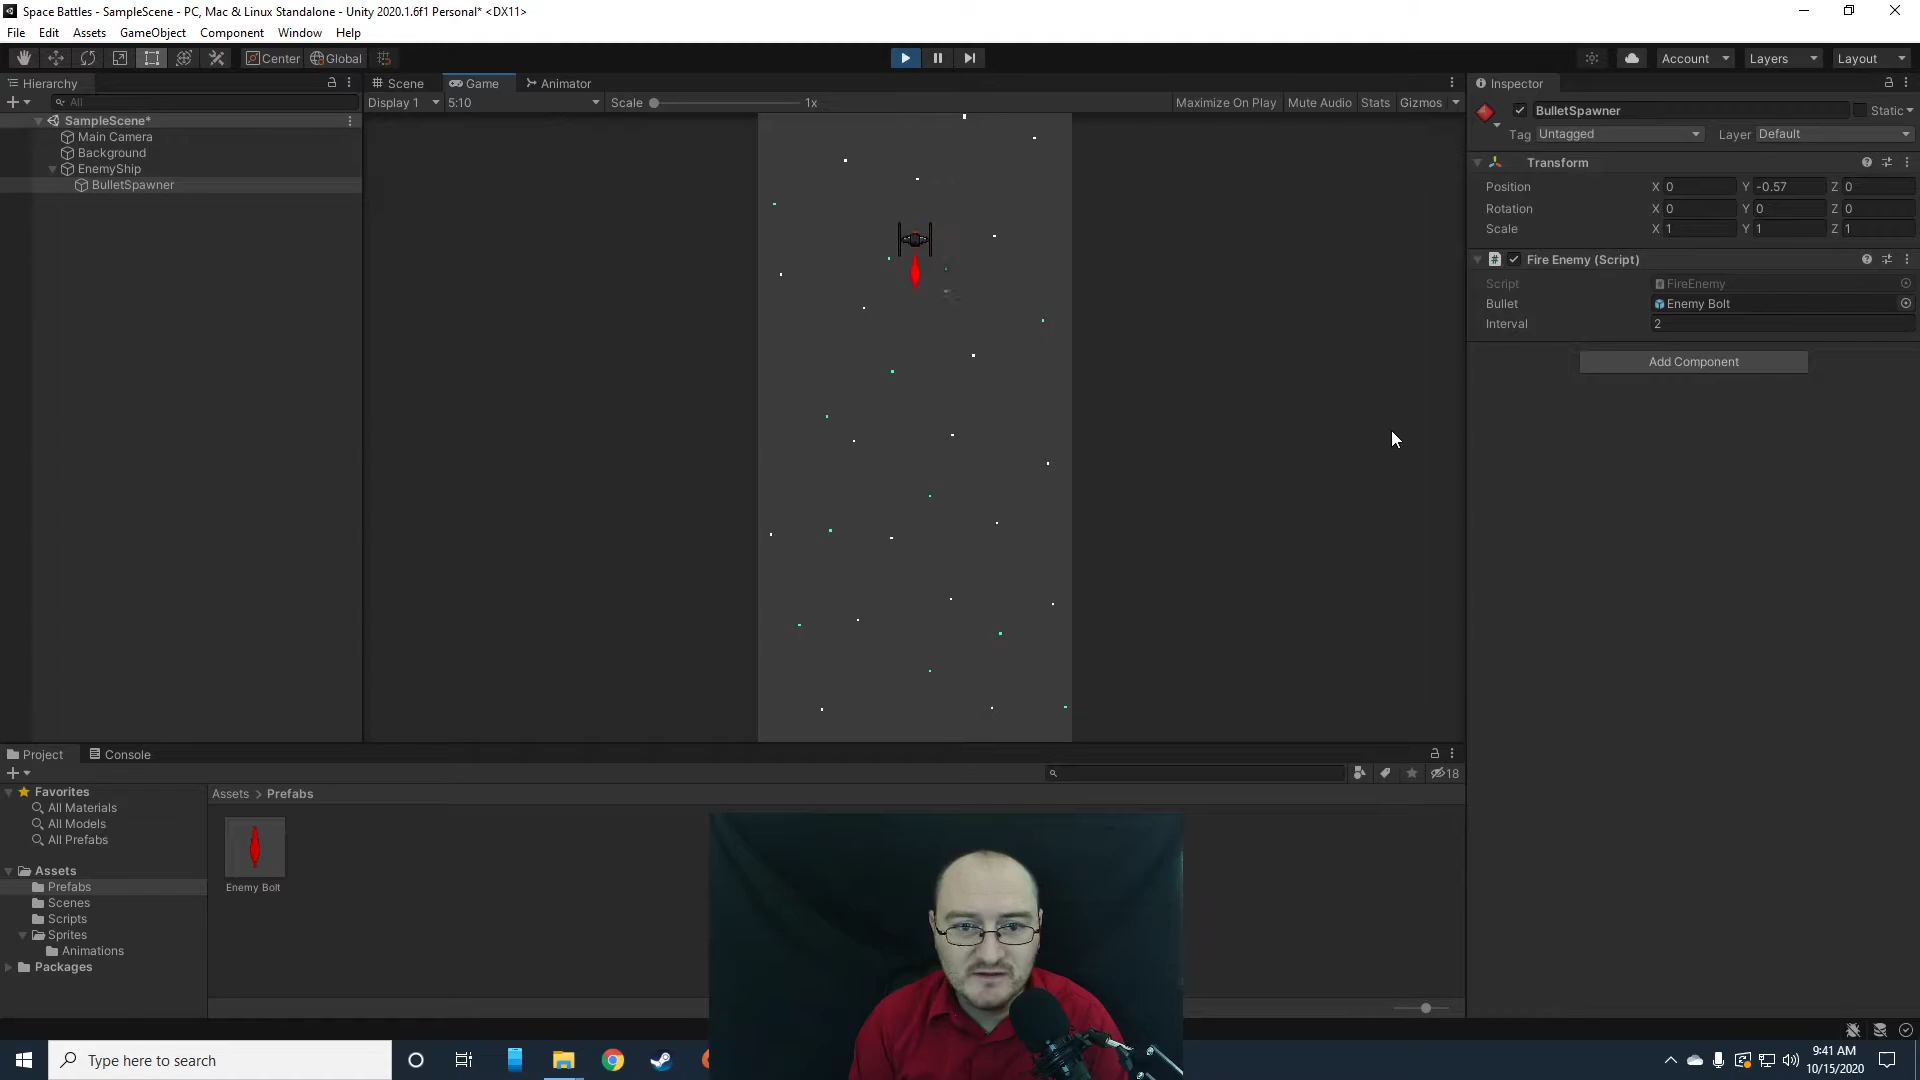 Space Battles - SampleScene - PC, Mac & Linux Standalone - Unity 2020.1.6f1 Personal* <DX11>
File Edit Assets GameObject Component Window Help
Center Global Account Layers Layout
Hierarchy
All
SampleScene*
Main Camera
Background
EnemyShip
BulletSpawner
Scene Game Animator
Display 1 5:10 Scale 1x Maximize On Play Mute Audio Stats Gizmos
Inspector
BulletSpawner Static
Tag Untagged Layer Default
Transform
Position X 0 Y -0.57 Z 0
Rotation X 0 Y 0 Z 0
Scale X 1 Y 1 Z 1
Fire Enemy (Script)
Script FireEnemy
Bullet Enemy Bolt
Interval 2
Add Component
Project Console
18
Favorites
All Materials
All Models
All Prefabs
Assets
Prefabs
Scenes
Scripts
Sprites
Animations
Packages
Assets > Prefabs
Enemy Bolt
Type here to search
9:41 AM
10/15/2020